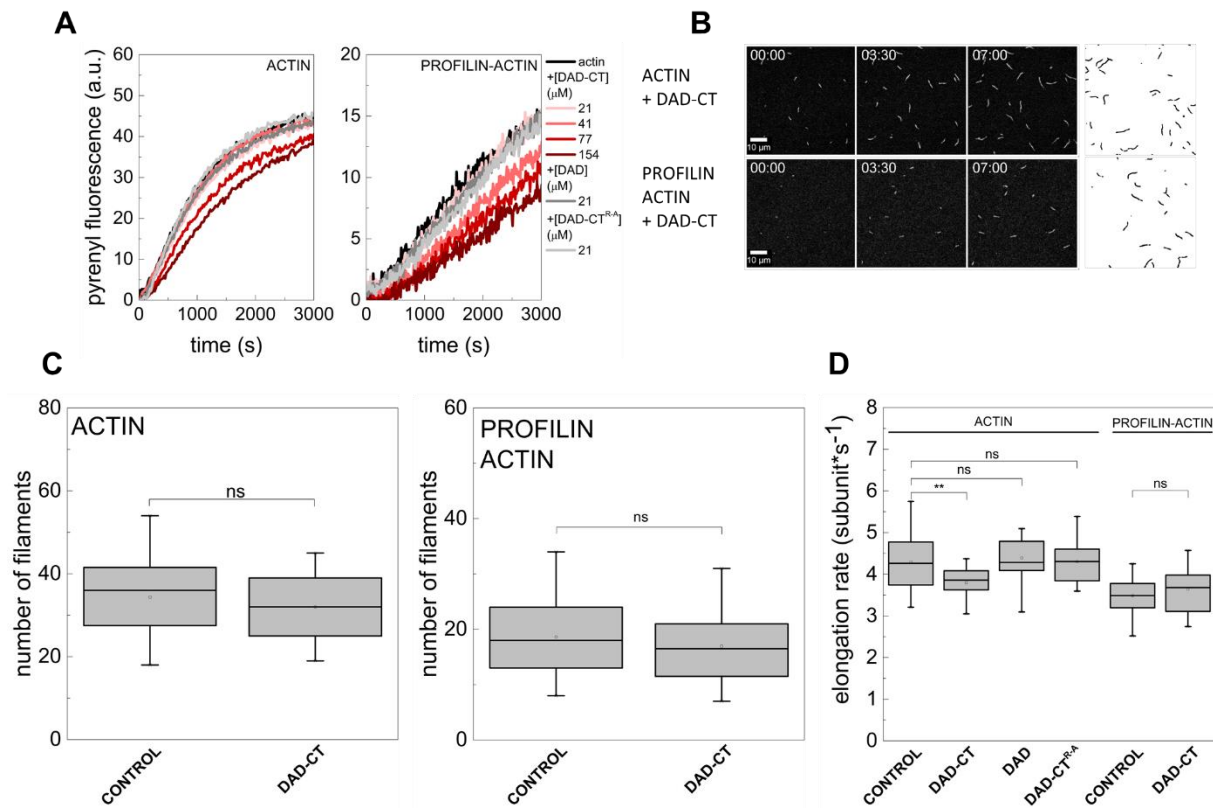 A
60
50
40
30
20
10
0
pyrenyl fluorescence (a.u.)
ACTIN
0 1000 2000 3000
time (s)
20
15
10
5
0
PROFILIN-ACTIN
0 1000 2000 3000
time (s)
actin
+[DAD-CT]
(μM)
21
41
77
154
+[DAD]
(μM)
21
+[DAD-CTᴿ⁻ᴬ]
(μM)
21
B
ACTIN
+ DAD-CT
00:00 03:30 07:00
10 μm
PROFILIN
ACTIN
+ DAD-CT
00:00 03:30 07:00
10 μm
C
80
60
40
20
0
number of filaments
ACTIN
ns
CONTROL DAD-CT
60
40
20
0
number of filaments
PROFILIN
ACTIN
ns
CONTROL DAD-CT
D
8
7
6
5
4
3
2
1
0
elongation rate (subunit*s⁻¹)
ACTIN PROFILIN-ACTIN
ns
ns
**
ns
CONTROL DAD-CT DAD DAD-CTᴿ⁻ᴬ CONTROL DAD-CT